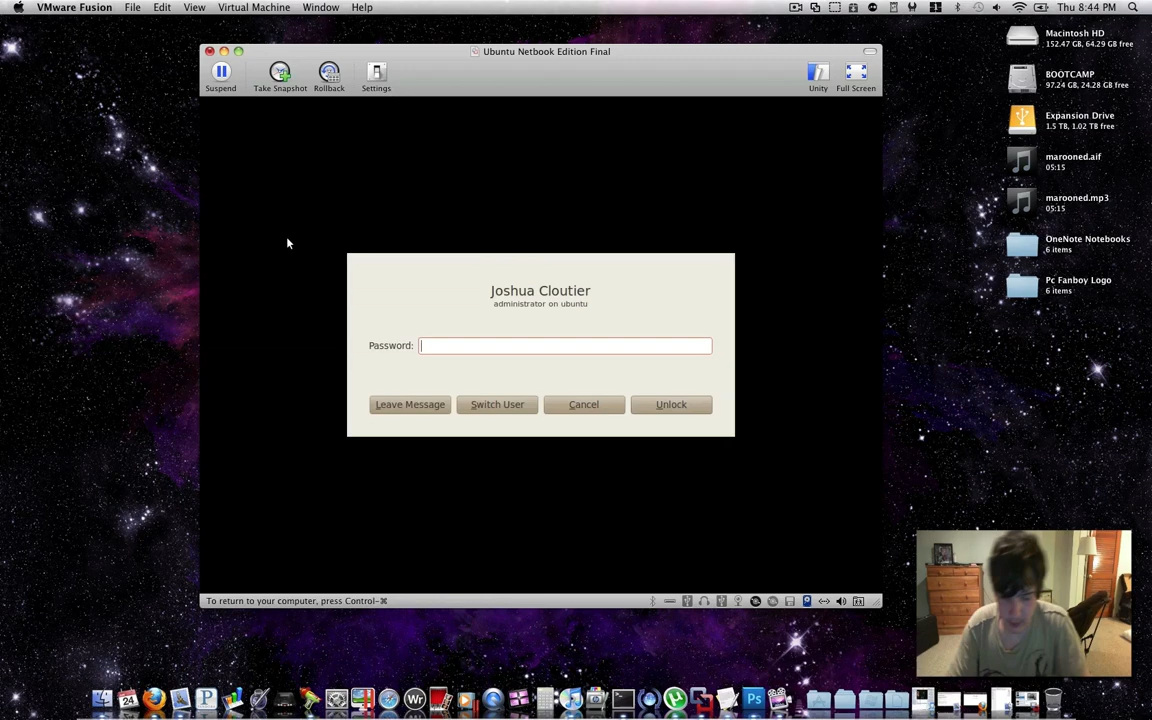 VMware Fusion File Edit View Virtual Machine Window Help Thu 8:44 PM
Ubuntu Netbook Edition Final
Suspend Take Snapshot Rollback Settings Unity Full Screen
Macintosh HD
152.47 GB, 64.29 GB free
BOOTCAMP
97.24 GB, 24.28 GB free
Expansion Drive
1.5 TB, 1.02 TB free
marooned.aif
05:15
marooned.mp3
05:15
OneNote Notebooks
6 items
Pc Fanboy Logo
6 items
Joshua Cloutier
administrator on ubuntu
Password:
Leave Message Switch User Cancel Unlock
To return to your computer, press Control-⌘
24 P W Ps